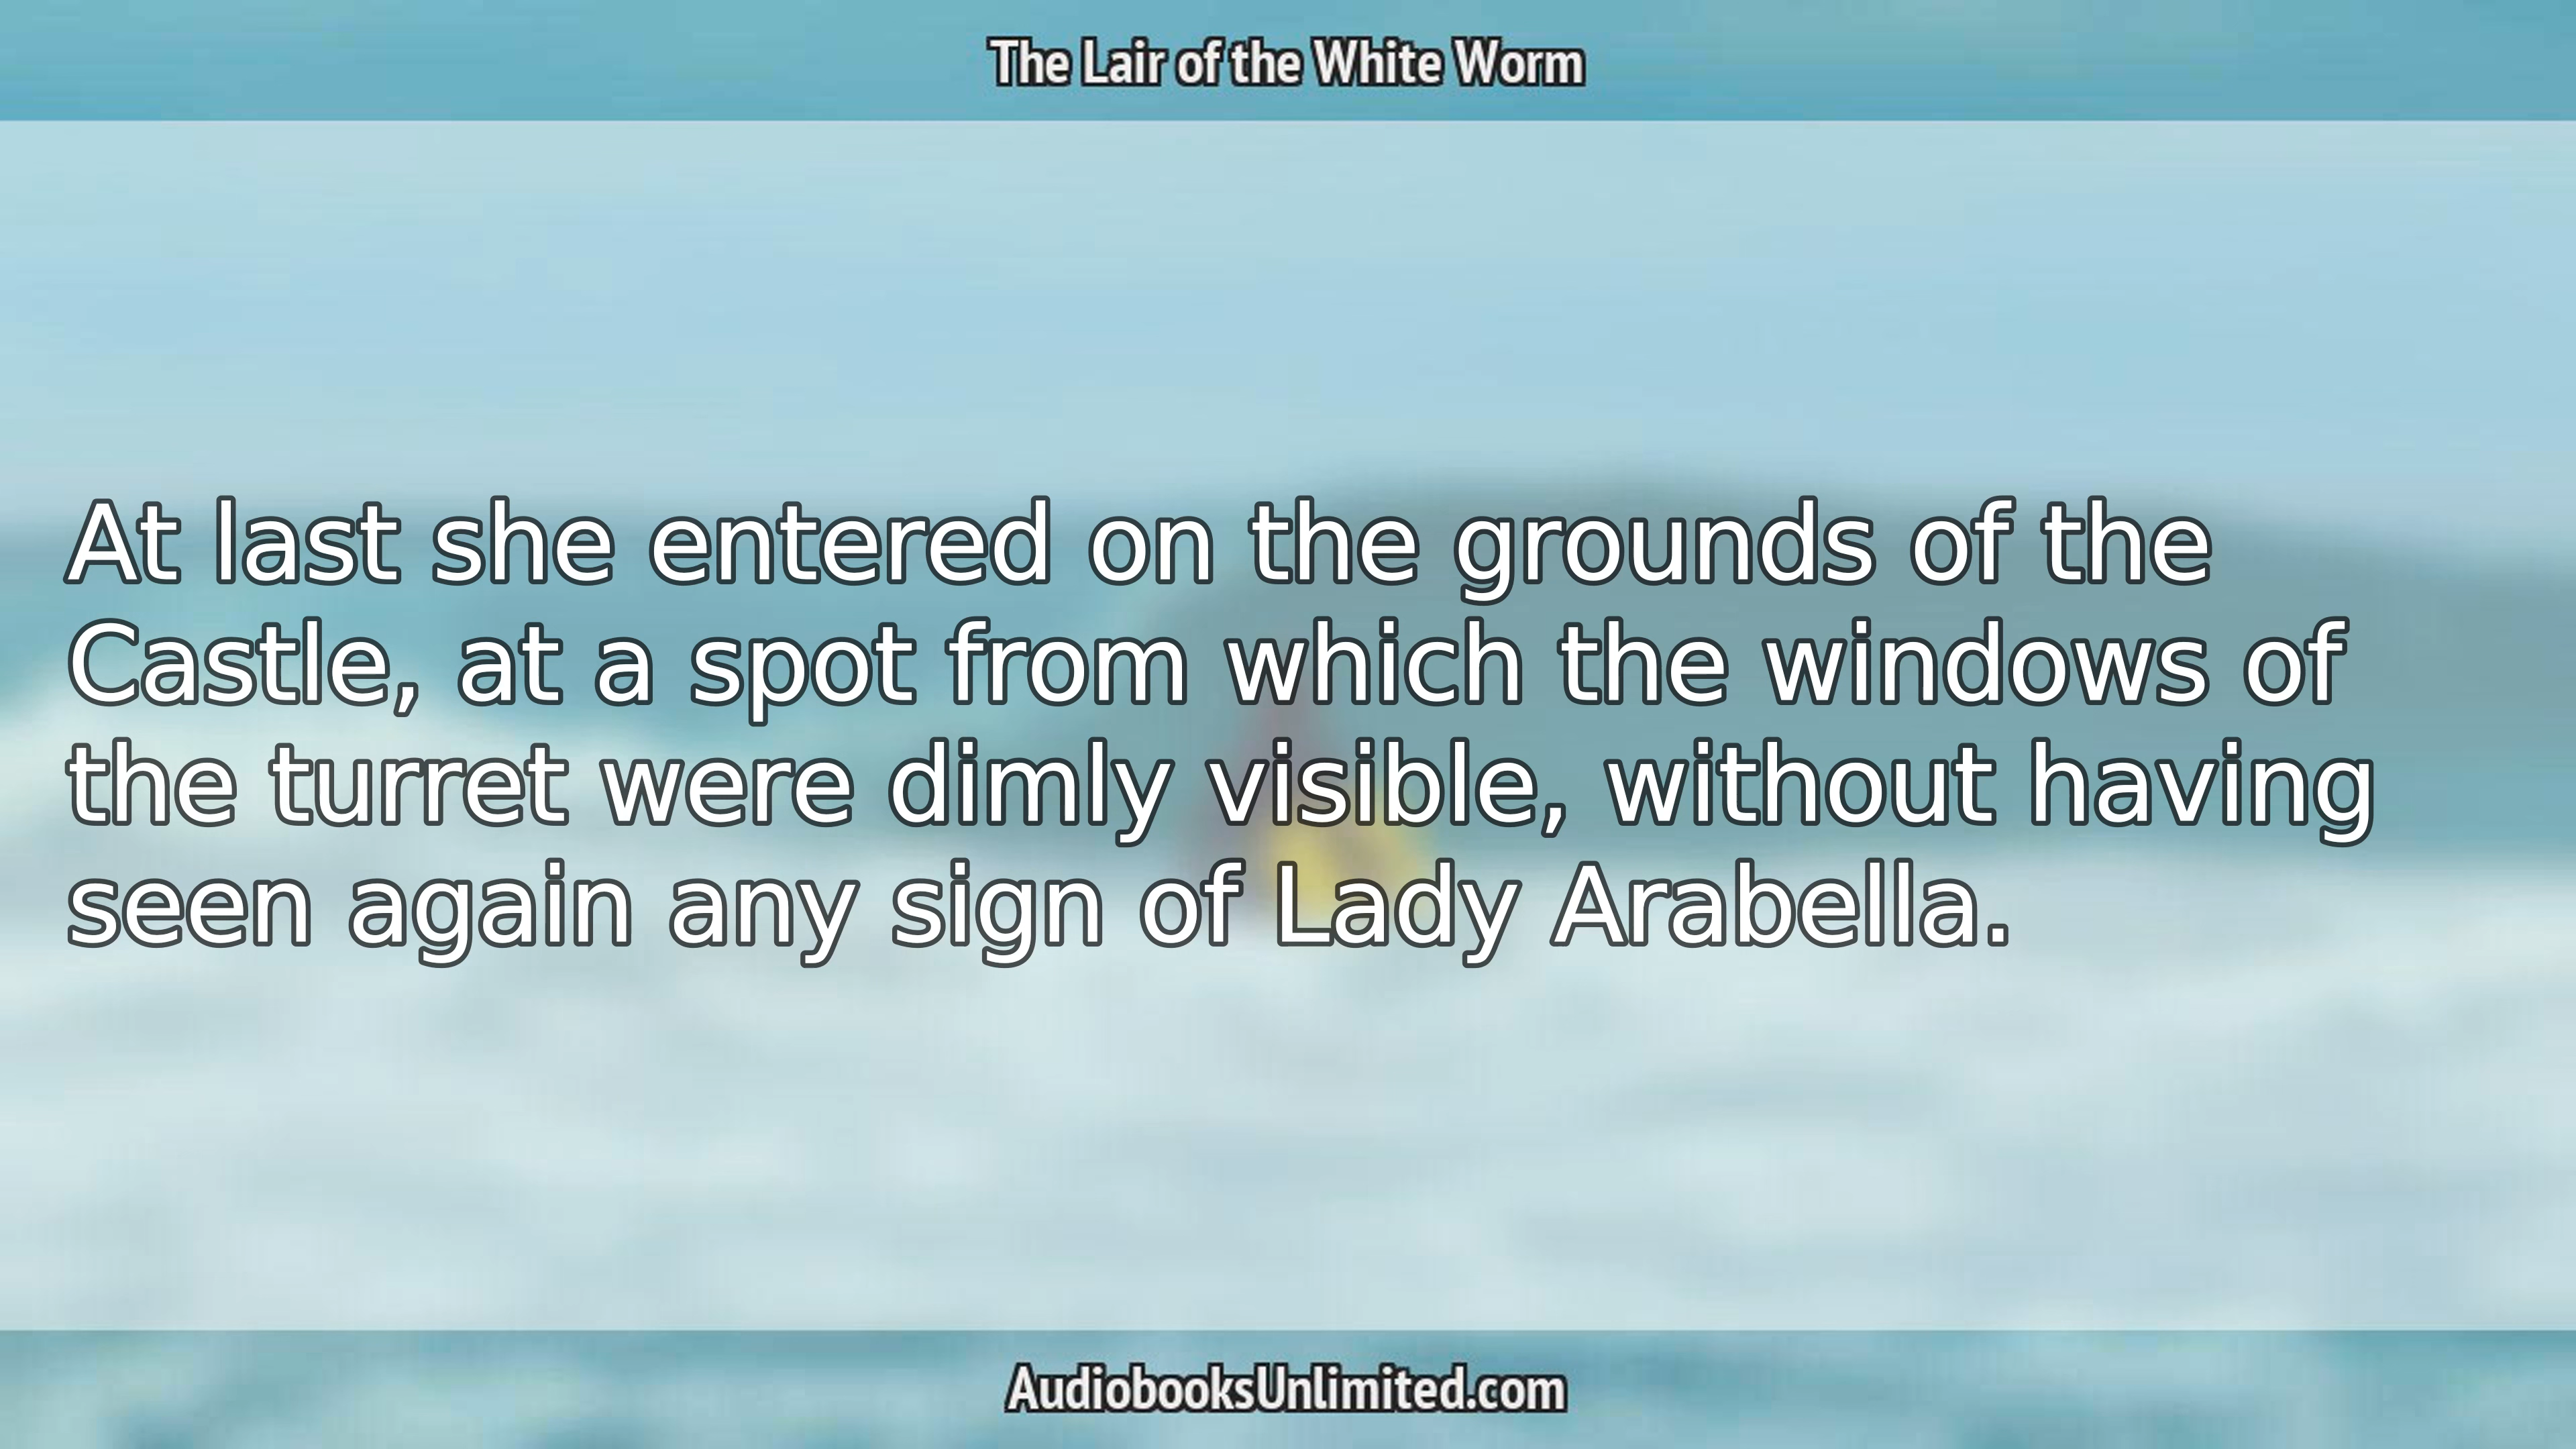 The Lair of the White Worm
At last she entered on the grounds of the
Castle, at a spot from which the windows of
the turret were dimly visible, without having
seen again any sign of Lady Arabella.
AudiobooksUnlimited.com